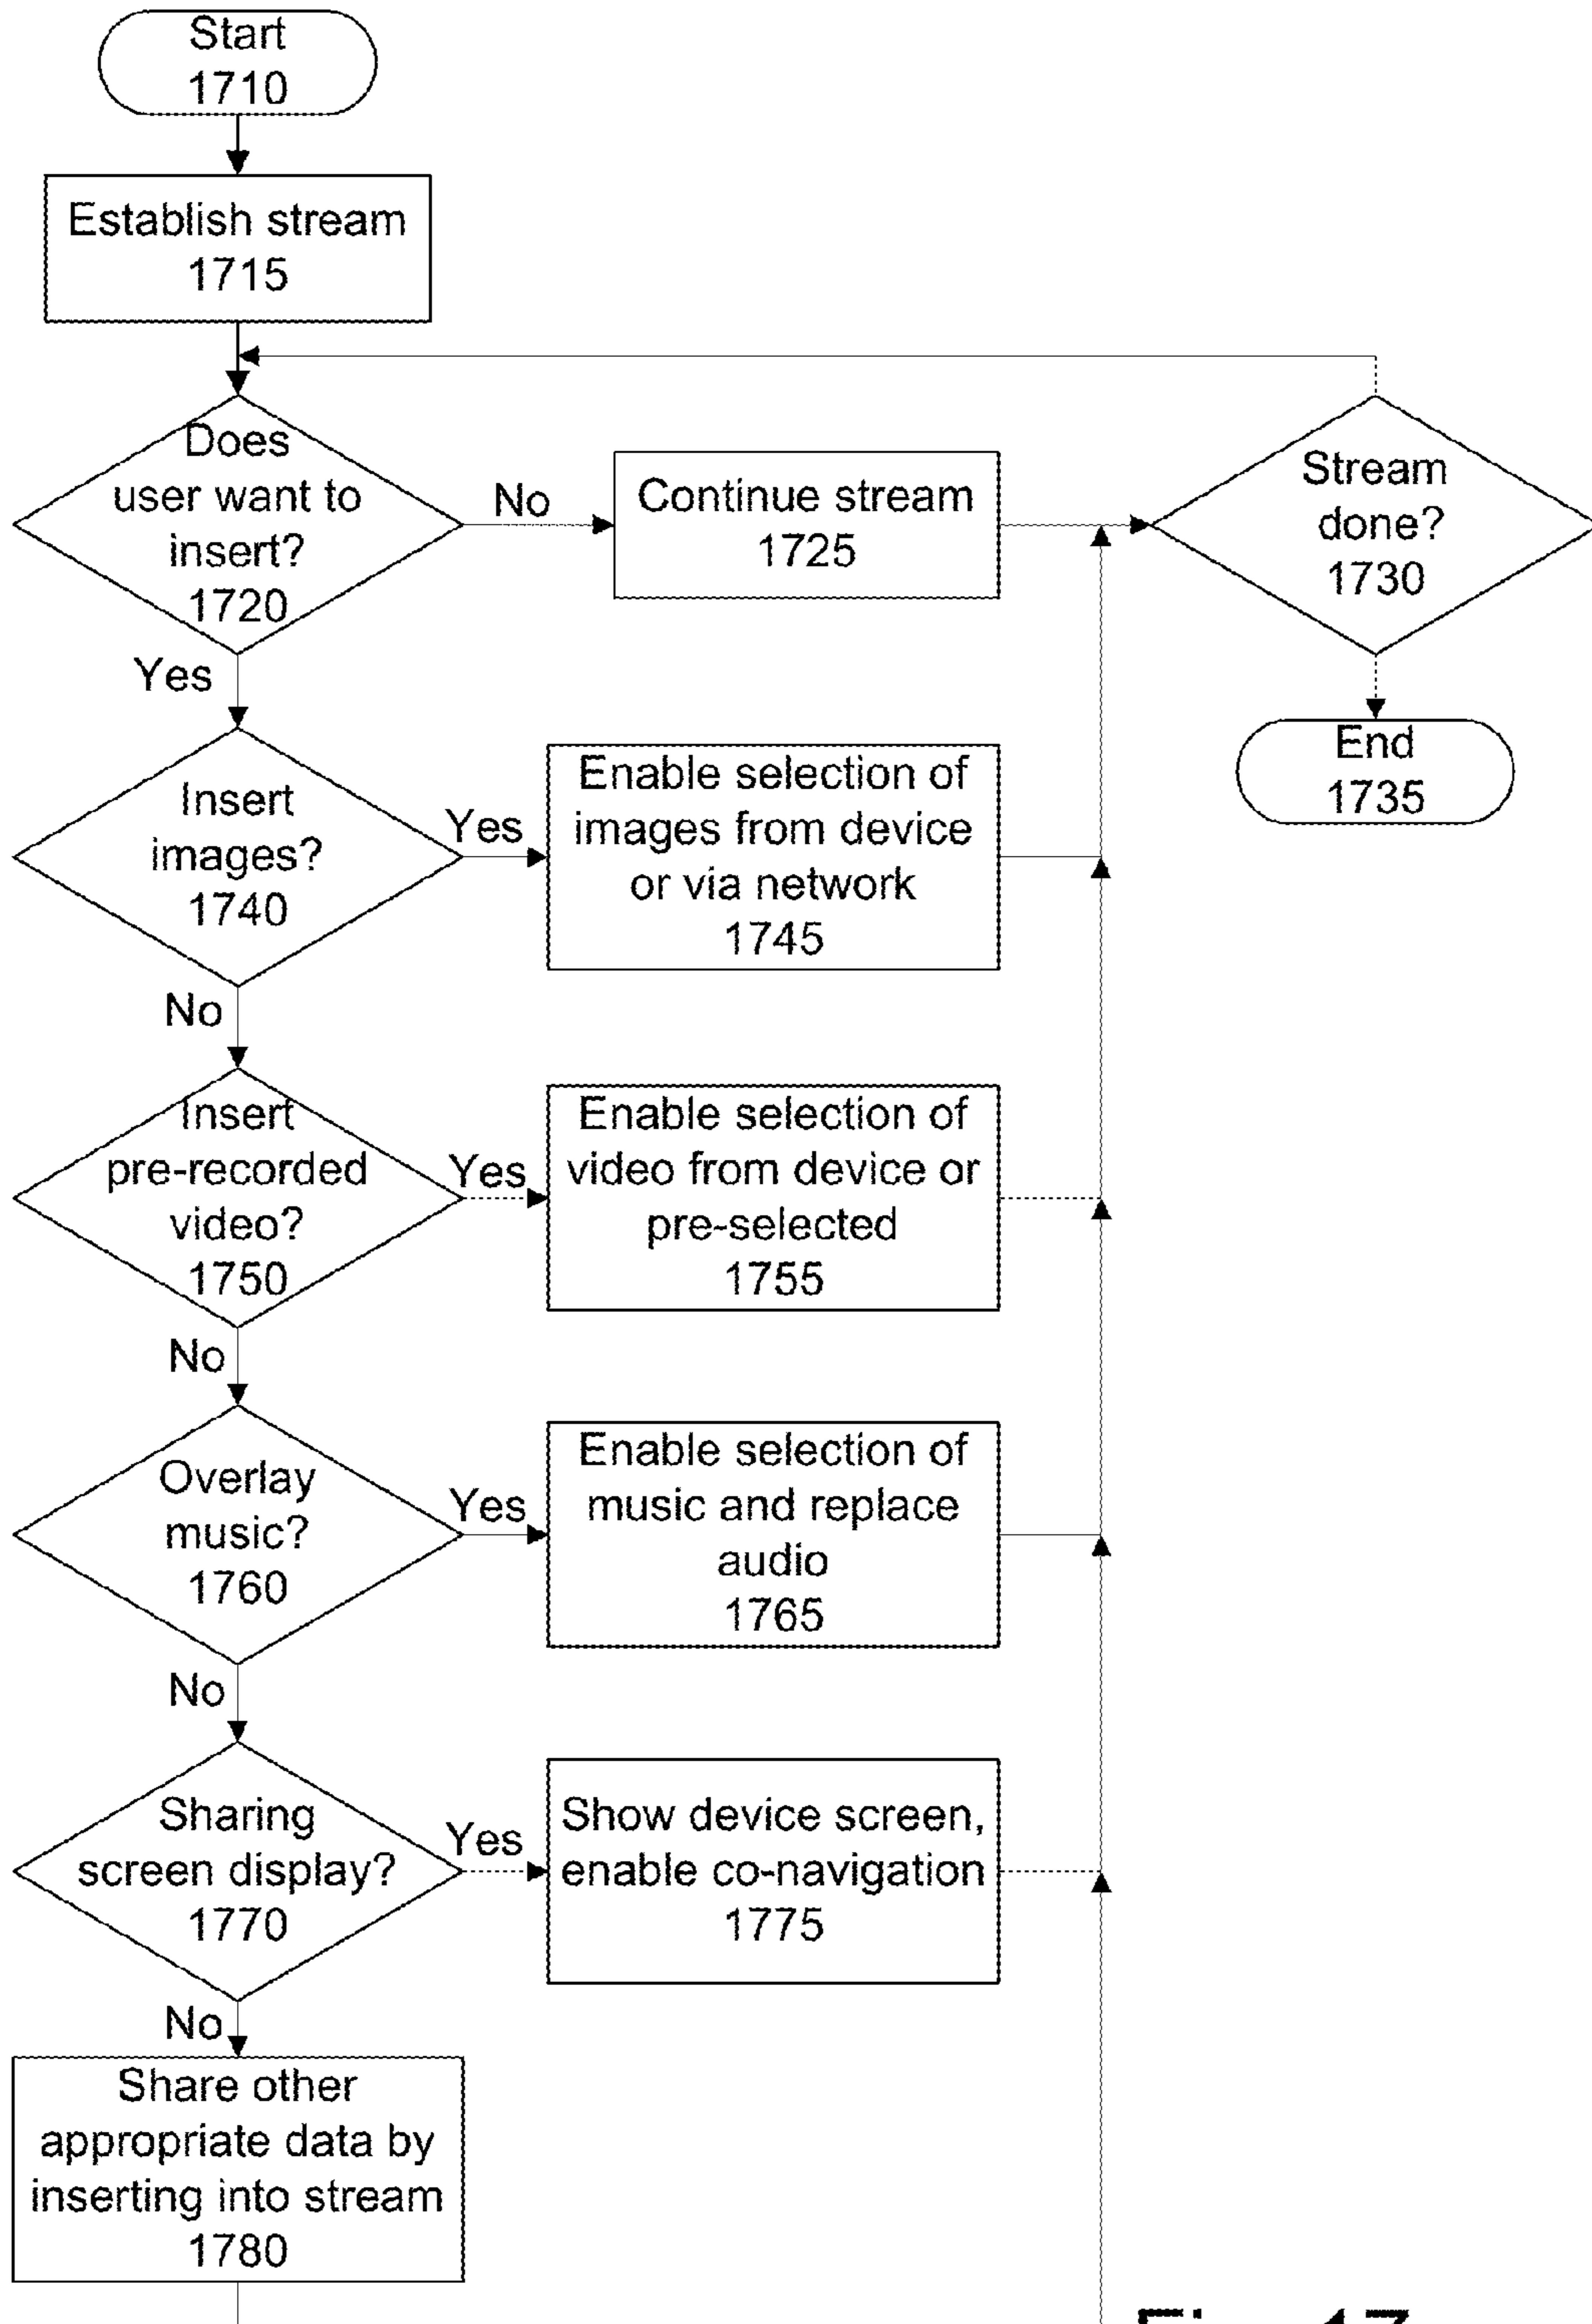 Start
1710
Establish stream
1715
Does
user want to
insert?
1720
No
Continue stream
1725
Stream
done?
1730
Yes
End
1735
Insert
images?
1740
Yes
Enable selection of
images from device
or via network
1745
No
Insert
pre-recorded
video?
1750
Yes
Enable selection of
video from device or
pre-selected
1755
No
Overlay
music?
1760
Yes
Enable selection of
music and replace
audio
1765
No
Sharing
screen display?
1770
Yes
Show device screen,
enable co-navigation
1775
No
Share other
appropriate data by
inserting into stream
1780